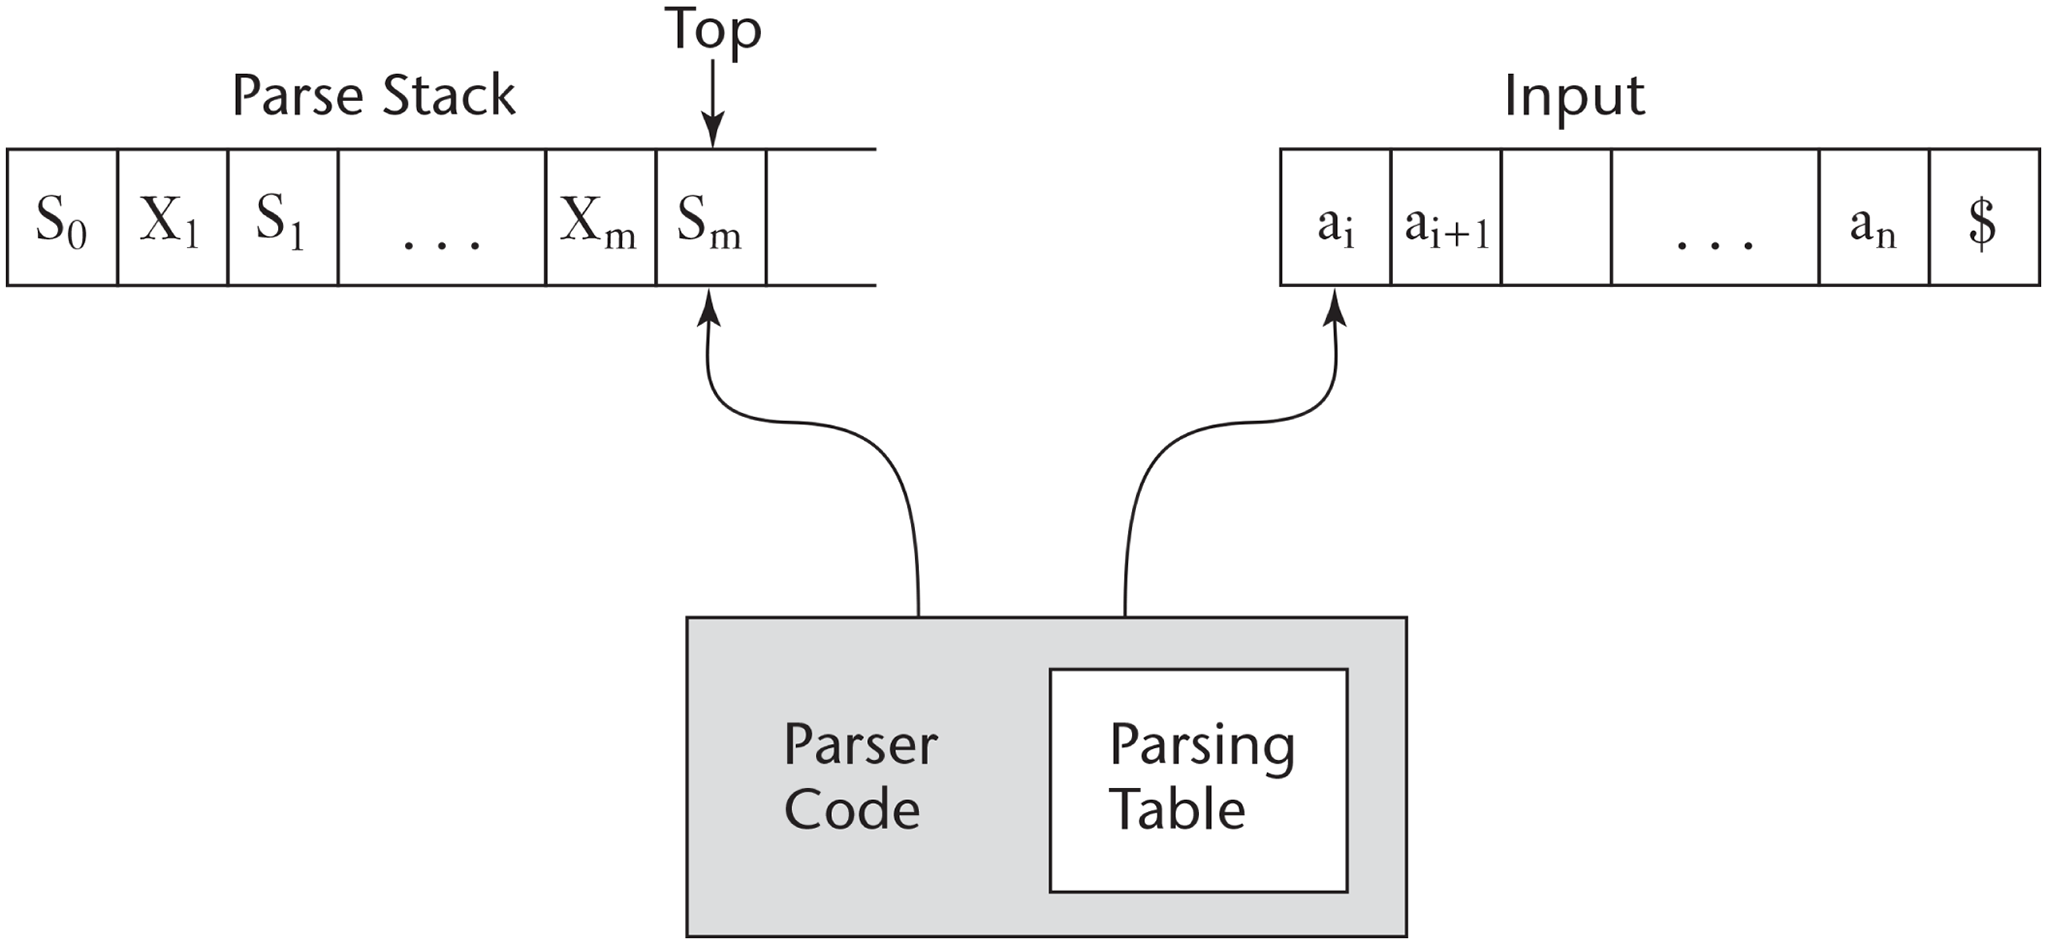 Top
Parse Stack
Input
S₀ X₁ S₁ . . . Xₘ Sₘ
aᵢ aᵢ₊₁ . . . aₙ $
Parser
Code
Parsing
Table